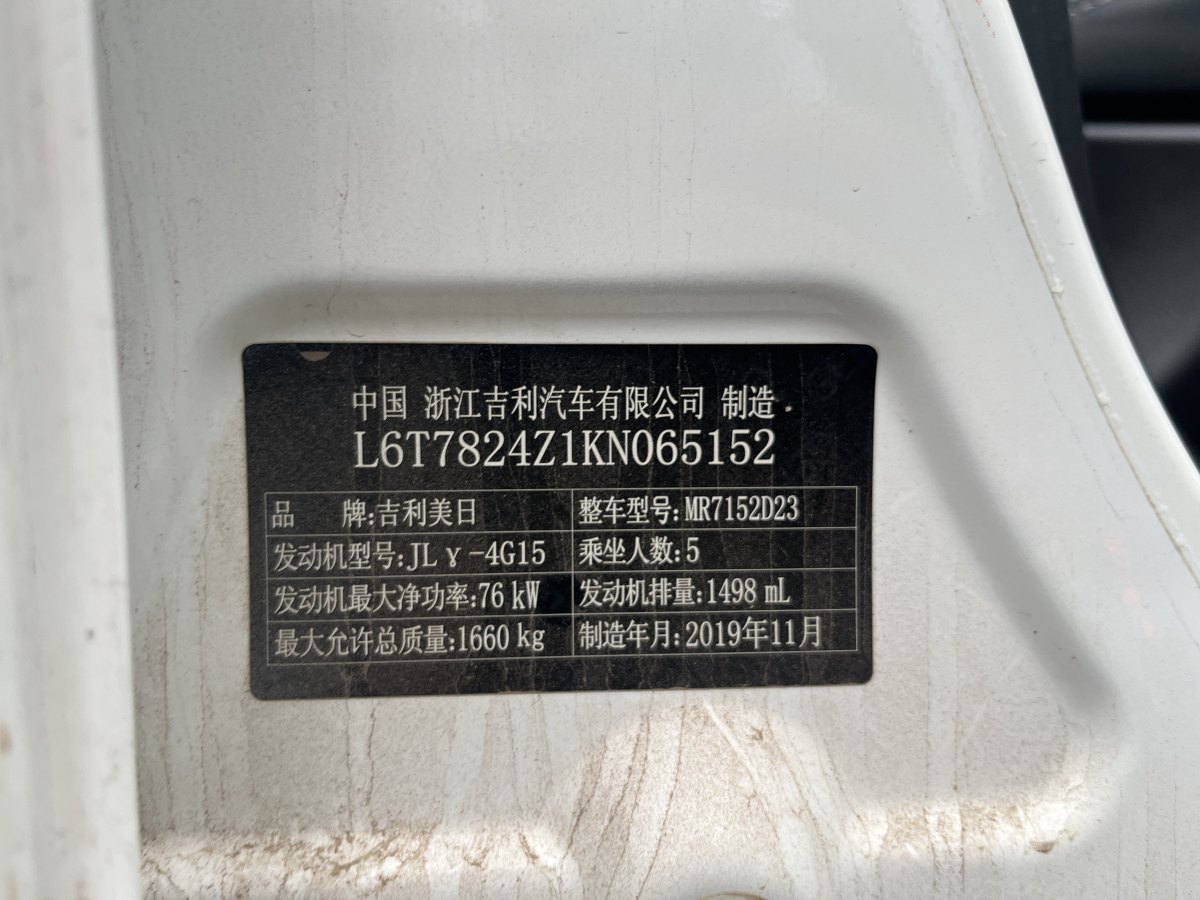 中国 浙江吉利汽车有限公司 制造
L6T7824Z1KN065152
品 牌:吉利美日 整车型号:MR7152D23
发动机型号:JLγ-4G15 乘坐人数:5
发动机最大净功率:76 kW 发动机排量:1498 mL
最大允许总质量:1660 kg 制造年月:2019年11月